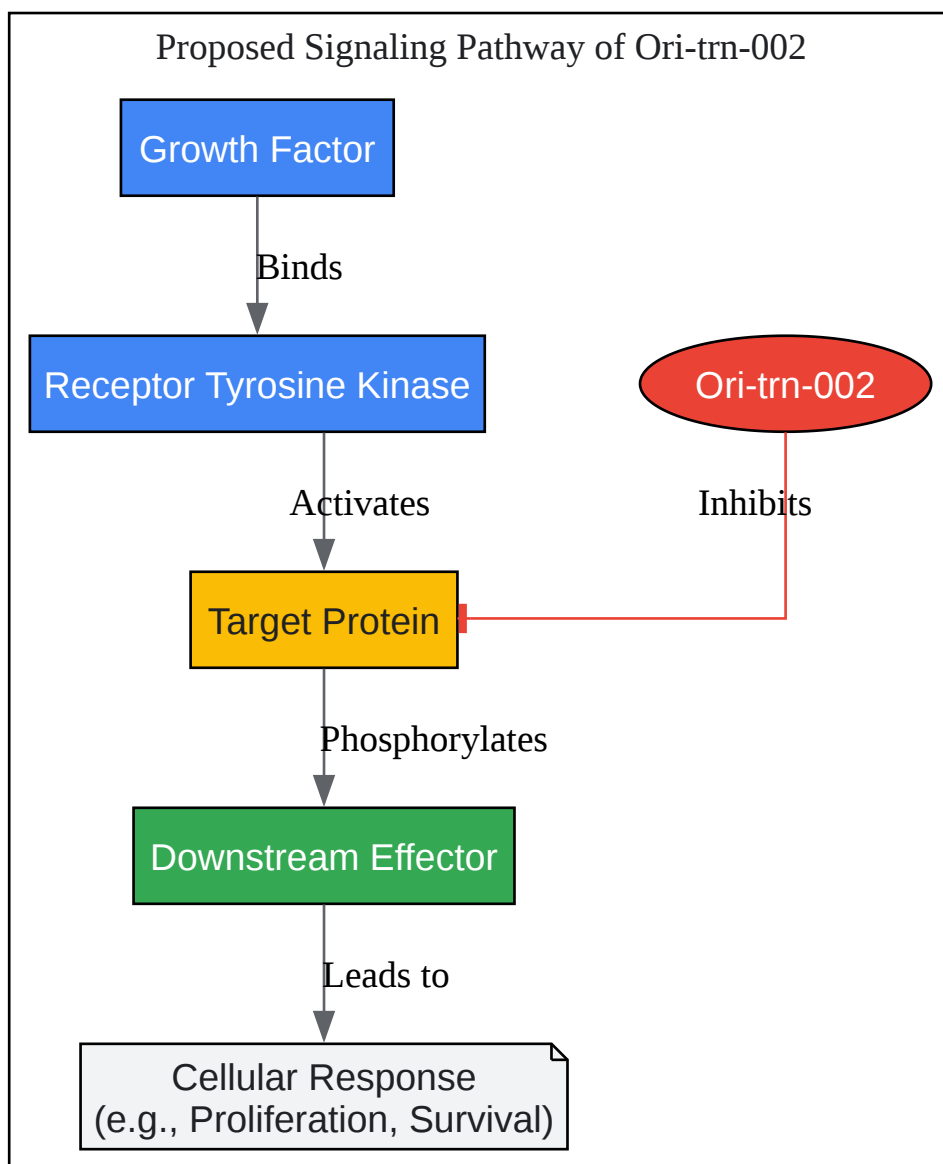 Proposed Signaling Pathway of Ori-trn-002
Growth Factor
Binds
Receptor Tyrosine Kinase
Ori-trn-002
Activates
Inhibits
Target Protein
Phosphorylates
Downstream Effector
Leads to
Cellular Response
(e.g., Proliferation, Survival)